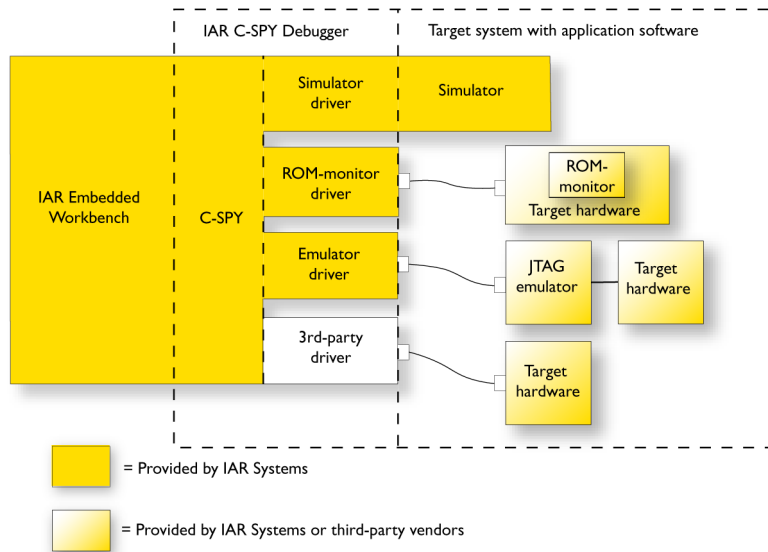 IAR C-SPY Debugger
Target system with application software
Simulator
driver
Simulator
IAR Embedded
Workbench
C-SPY
ROM-monitor
driver
ROM-
monitor
Target hardware
Emulator
driver
JTAG
emulator
Target
hardware
3rd-party
driver
Target
hardware
= Provided by IAR Systems
= Provided by IAR Systems or third-party vendors